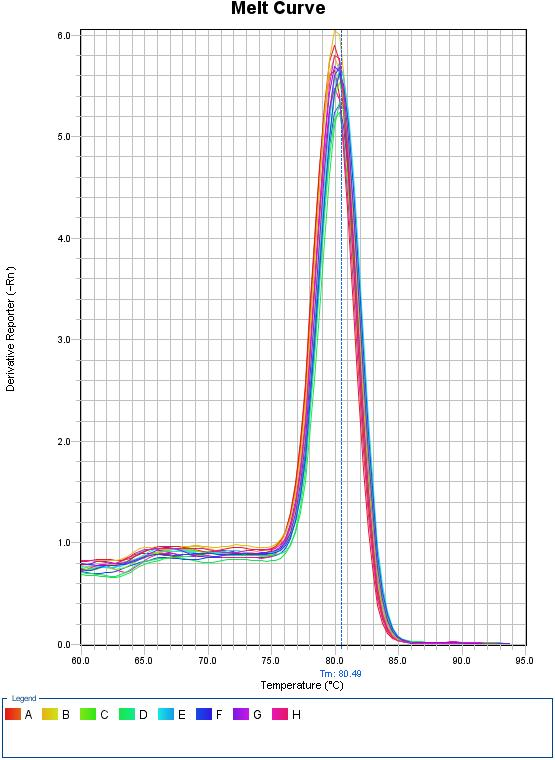 Melt Curve
6.0
5.0
4.0
3.0
2.0
1.0
0.0
Derivative Reporter (-Rn')
60.0 65.0 70.0 75.0 80.0 85.0 90.0 95.0
Tm: 80.49
Temperature (°C)
Legend
A B C D E F G H